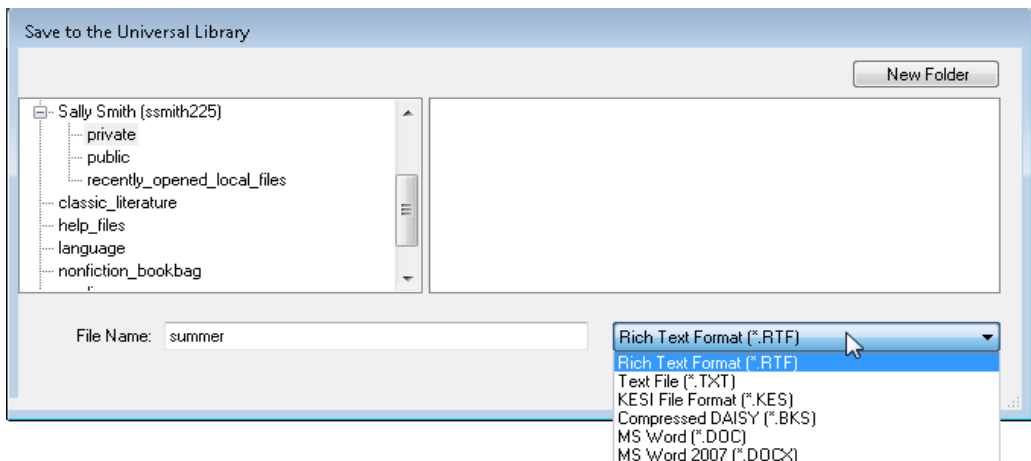 Save to the Universal Library
New Folder
Sally Smith (ssmith225)
private
public
recently_opened_local_files
classic_literature
help_files
language
nonfiction_bookbag
File Name: summer
Rich Text Format (*.RTF)
Rich Text Format (*.RTF)
Text File (*.TXT)
KESI File Format (*.KES)
Compressed DAISY (*.BKS)
MS Word (*.DOC)
MS Word 2007 (*.DOCX)